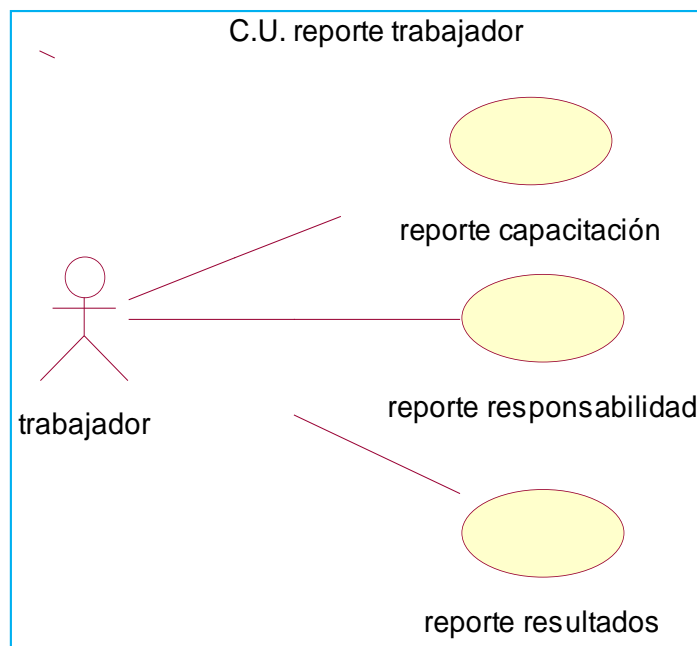 C.U. reporte trabajador
reporte capacitación
reporte responsabilidad
trabajador
reporte resultados